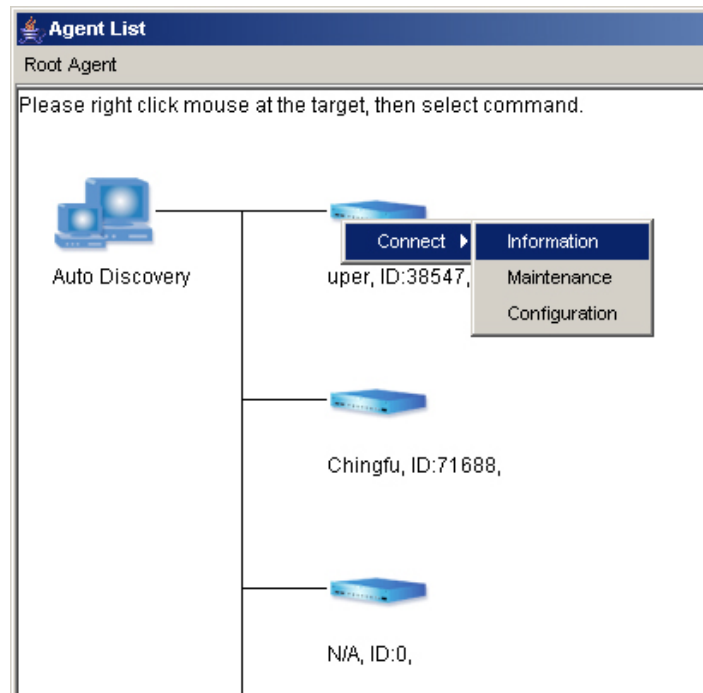 Agent List
Root Agent
Please right click mouse at the target, then select command.
Connect
Information
Auto Discovery
uper, ID:38547,
Maintenance
Configuration
Chingfu, ID:71688,
N/A, ID:0,